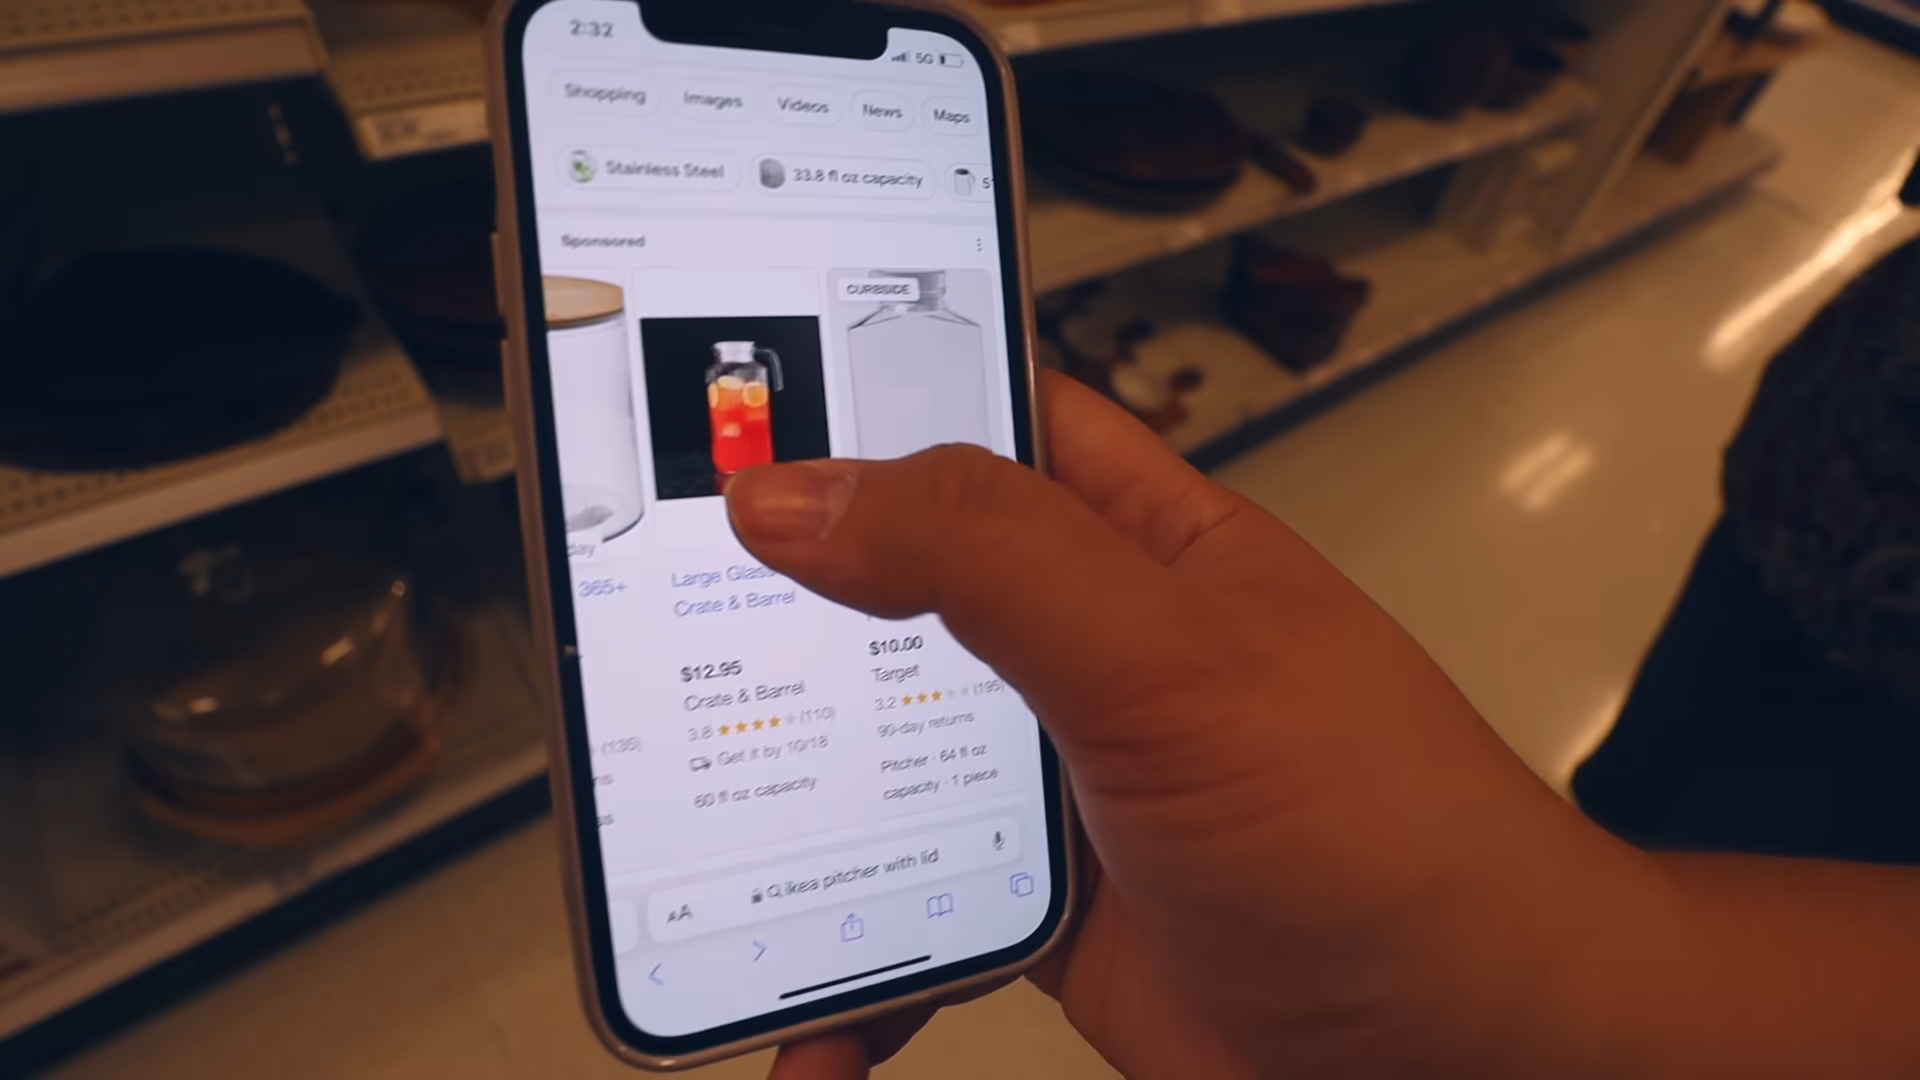 2:32
5G
Shopping
Images
Videos
News
Maps
Stainless Steel
33.8 fl oz capacity
Sponsored
CURBSIDE
day
365+
Large Glass
Crate & Barrel
$12.95
Crate & Barrel
3.8 (110)
Get it by 10/18
60 fl oz capacity
$10.00
Target
3.2 (195)
90-day returns
Pitcher · 64 fl oz
capacity · 1 piece
(135)
ns
AA
ikea pitcher with lid